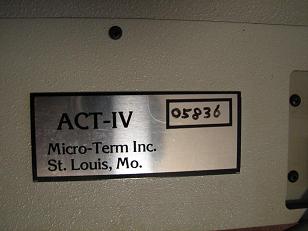 ACT-IV 05836
Micro-Term Inc.
St. Louis, Mo.